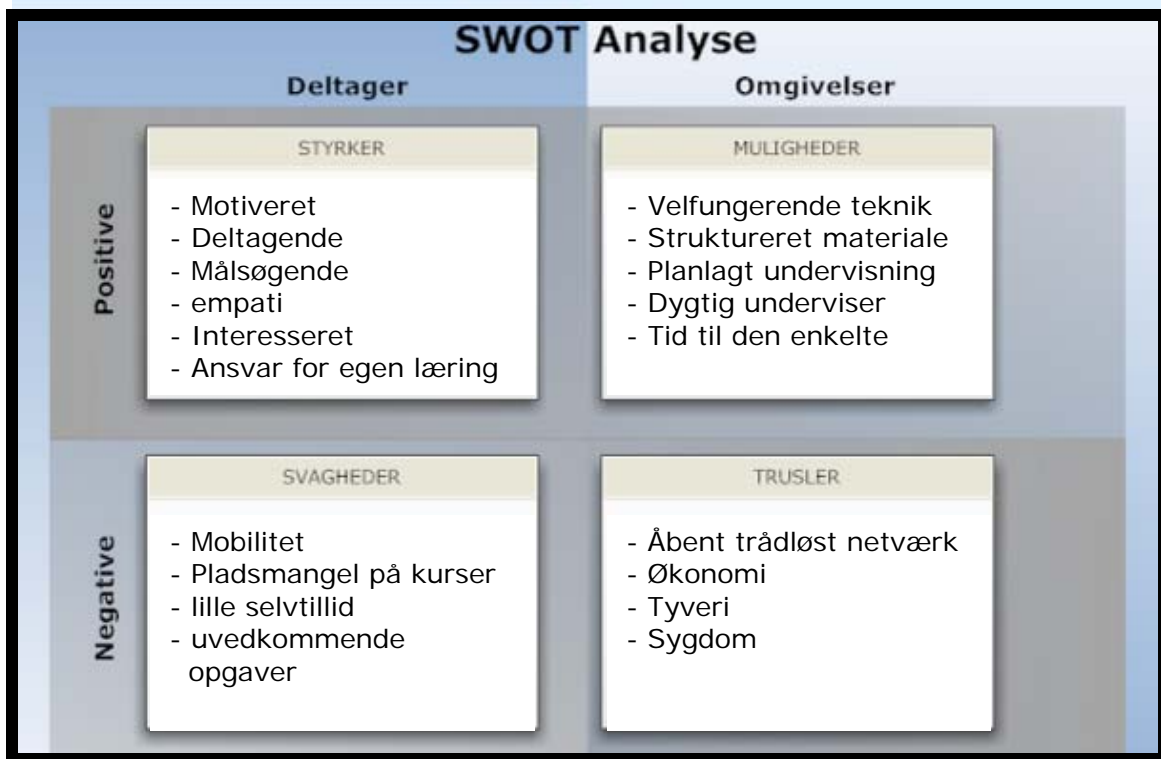 SWOT Analyse
Deltager
Omgivelser
Positive
STYRKER
- Motiveret
- Deltagende
- Målsøgende
- empati
- Interesseret
- Ansvar for egen læring
MULIGHEDER
- Velfungerende teknik
- Struktureret materiale
- Planlagt undervisning
- Dygtig underviser
- Tid til den enkelte
Negative
SVAGHEDER
- Mobilitet
- Pladsmangel på kurser
- lille selvtillid
- uvedkommende
opgaver
TRUSLER
- Åbent trådløst netværk
- Økonomi
- Tyveri
- Sygdom